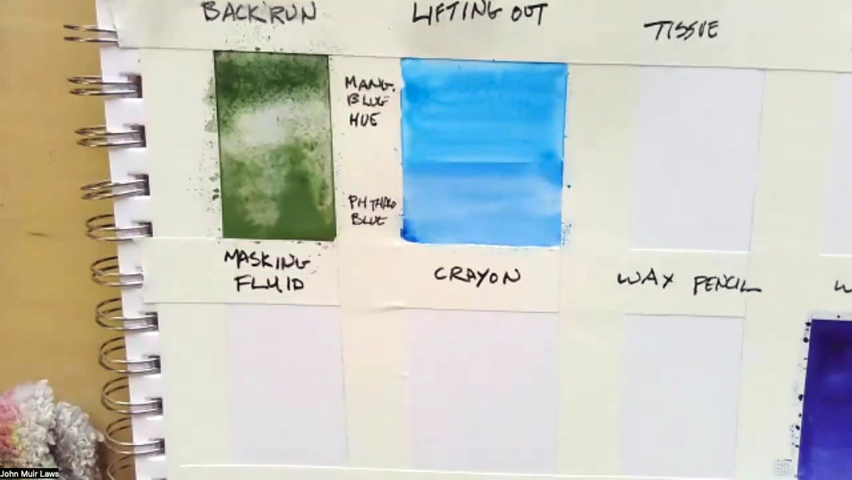 BACKRUN
LIFTING OUT
TISSUE
MANG.
BLUE
HUE
PHTHALO
BLUE
MASKING
FLUID
CRAYON
WAX PENCIL
W
John Muir Laws